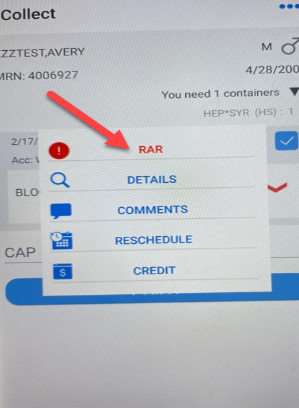 Collect
ZZTEST,AVERY M
MRN: 4006927 4/28/200
You need 1 containers
HEP*SYR (HS) : 1
2/17/
Acc:
RAR
DETAILS
BLO
COMMENTS
RESCHEDULE
CAP
CREDIT